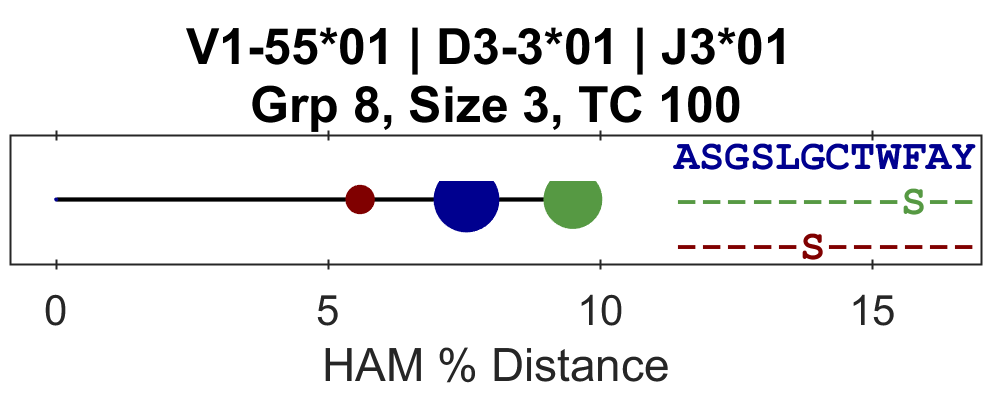 V1-55*01 | D3-3*01 | J3*01
Grp 8, Size 3, TC 100
ASGSLGCTWFAY
---------S--
-----S------
0 5 10 15
HAM % Distance